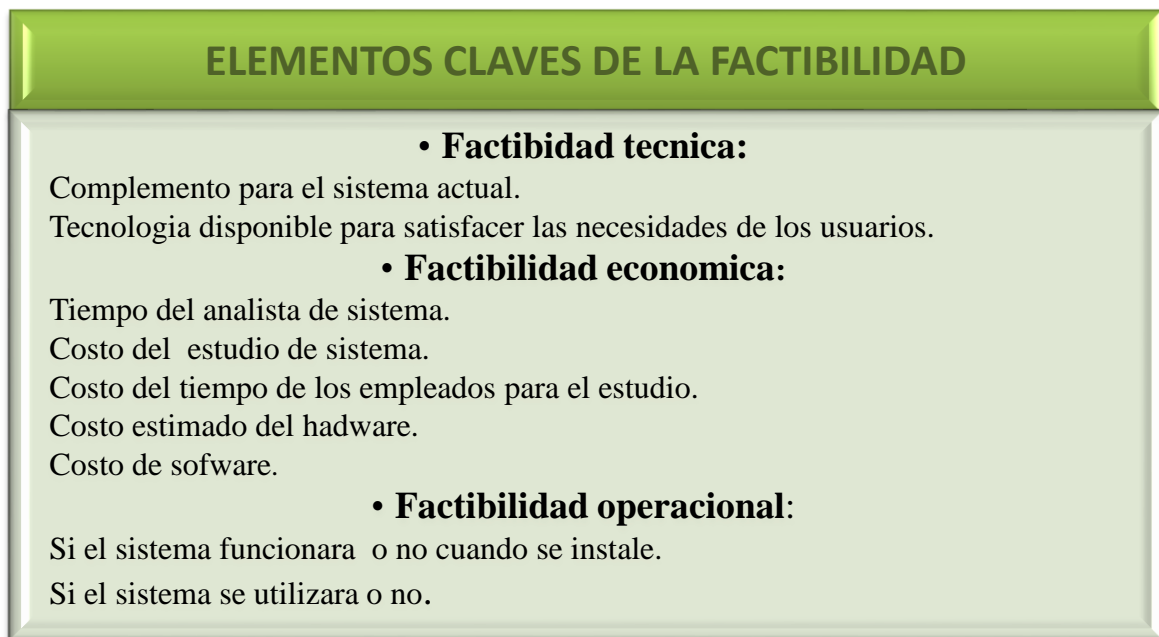 ELEMENTOS CLAVES DE LA FACTIBILIDAD
• Factibidad tecnica:
Complemento para el sistema actual.
Tecnologia disponible para satisfacer las necesidades de los usuarios.
• Factibilidad economica:
Tiempo del analista de sistema.
Costo del  estudio de sistema.
Costo del tiempo de los empleados para el estudio.
Costo estimado del hadware.
Costo de sofware.
• Factibilidad operacional:
Si el sistema funcionara  o no cuando se instale.
Si el sistema se utilizara o no.